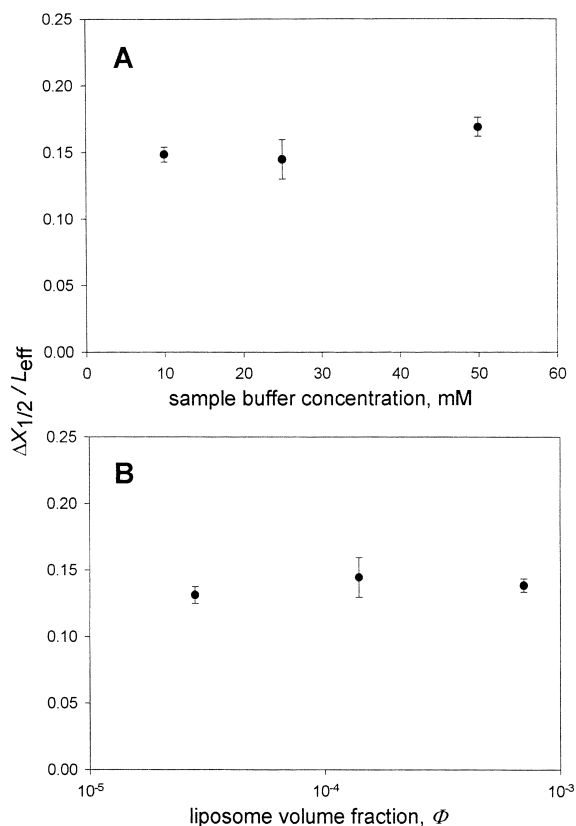 0.25
A
0.20
0.15
0.10
0.05
0.00
0 10 20 30 40 50 60
sample buffer concentration, mM
ΔX1/2 / Leff
0.25
B
0.20
0.15
0.10
0.05
0.00
10-5 10-4 10-3
liposome volume fraction, Φ